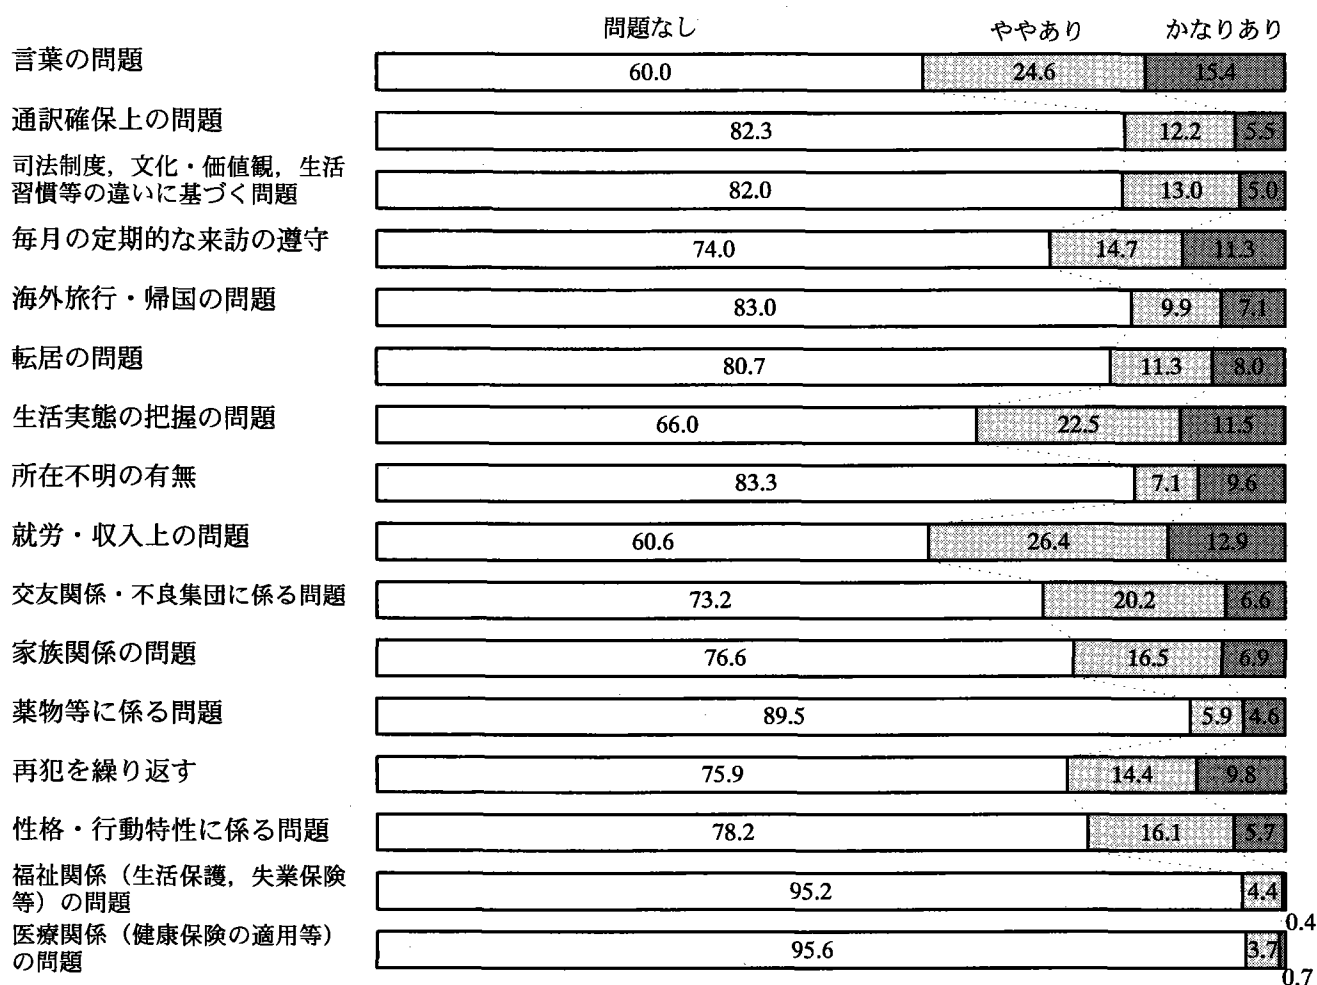 問題なし ややあり かなりあり
言葉の問題 60.0 24.6 15.4
通訳確保上の問題 82.3 12.2 5.5
司法制度，文化・価値観，生活
習慣等の違いに基づく問題 82.0 13.0 5.0
毎月の定期的な来訪の遵守 74.0 14.7 11.3
海外旅行・帰国の問題 83.0 9.9 7.1
転居の問題 80.7 11.3 8.0
生活実態の把握の問題 66.0 22.5 11.5
所在不明の有無 83.3 7.1 9.6
就労・収入上の問題 60.6 26.4 12.9
交友関係・不良集団に係る問題 73.2 20.2 6.6
家族関係の問題 76.6 16.5 6.9
薬物等に係る問題 89.5 5.9 4.6
再犯を繰り返す 75.9 14.4 9.8
性格・行動特性に係る問題 78.2 16.1 5.7
福祉関係（生活保護，失業保険
等）の問題 95.2 4.4 0.4
医療関係（健康保険の適用等）
の問題 95.6 3.7 0.7